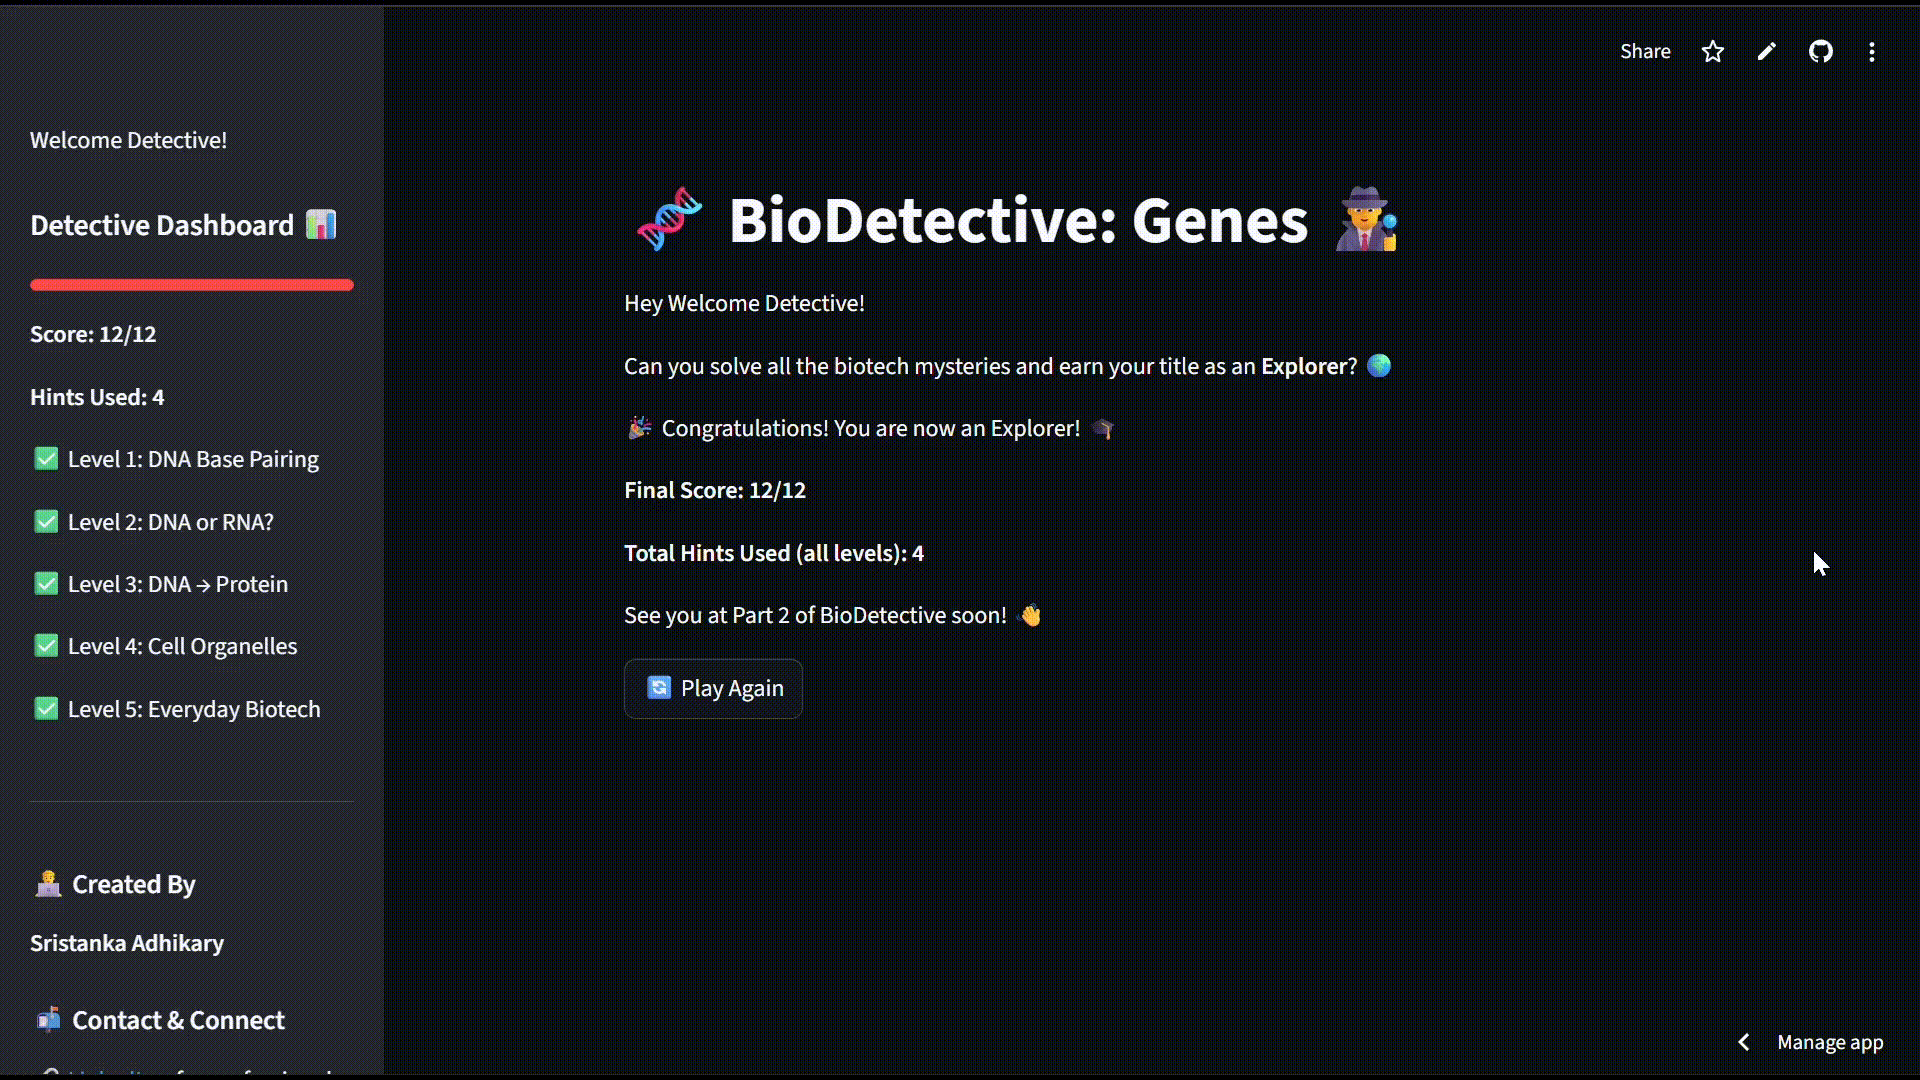 Share
Welcome Detective!
Detective Dashboard
Score: 12/12
Hints Used: 4
Level 1: DNA Base Pairing
Level 2: DNA or RNA?
Level 3: DNA → Protein
Level 4: Cell Organelles
Level 5: Everyday Biotech
Created By
Sristanka Adhikary
Contact & Connect
BioDetective: Genes
Hey Welcome Detective!
Can you solve all the biotech mysteries and earn your title as an Explorer?
Congratulations! You are now an Explorer!
Final Score: 12/12
Total Hints Used (all levels): 4
See you at Part 2 of BioDetective soon!
Play Again
Manage app